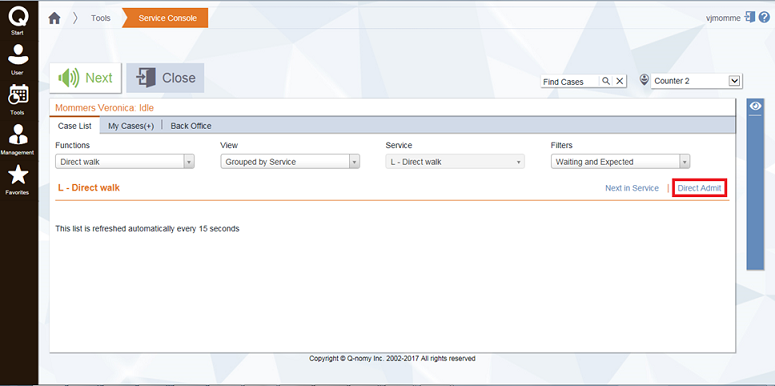 Tools
Service Console
vjmomme
Start
User
Tools
Management
Favorites
Next
Close
Find Cases
Counter 2
Mommers Veronica: Idle
Case List
My Cases(+)
Back Office
Functions
View
Service
Filters
Direct walk
Grouped by Service
L - Direct walk
Waiting and Expected
L - Direct walk
Next in Service | Direct Admit
This list is refreshed automatically every 15 seconds
Copyright © Q-nomy Inc. 2002-2017 All rights reserved